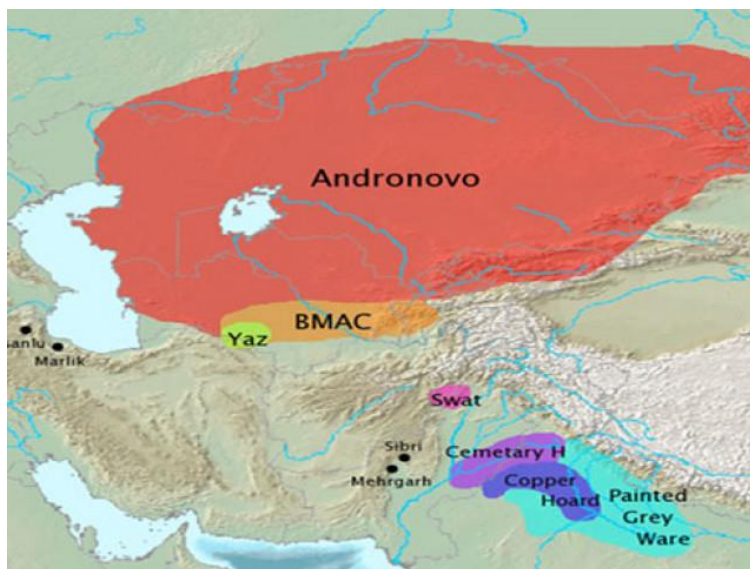 Andronovo
BMAC
Yaz
Marlik
Swat
Sibri
Mehrgarh
Cemetary H
Copper
Hoard
Painted
Grey
Ware